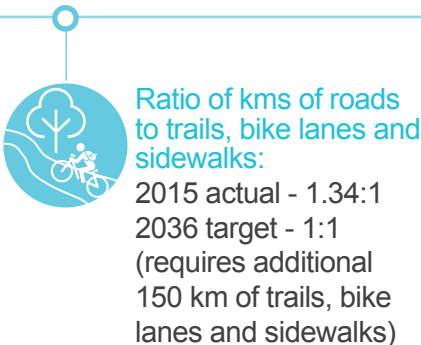 Ratio of kms of roads
to trails, bike lanes and
sidewalks:
2015 actual - 1.34:1
2036 target - 1:1
(requires additional
150 km of trails, bike
lanes and sidewalks)